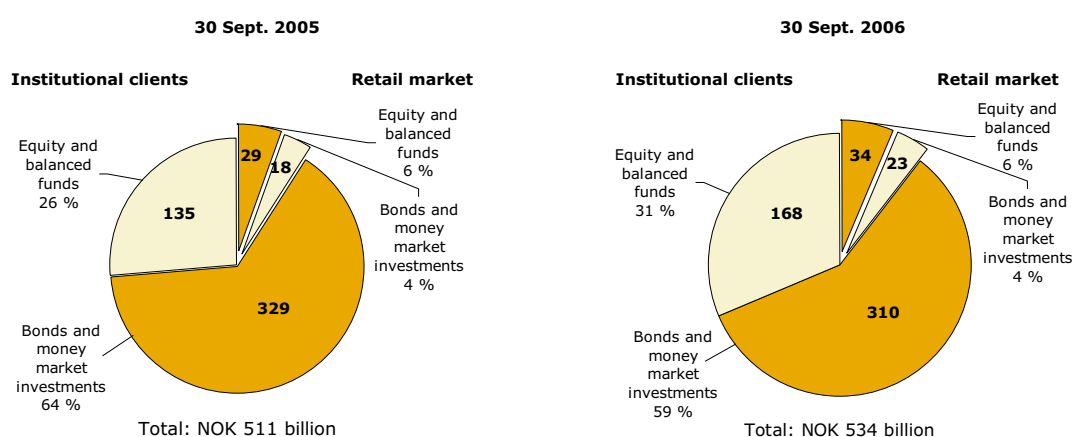 30 Sept. 2005
Institutional clients
Retail market
Equity and
balanced
funds
6 %
Equity and
balanced
funds
26 %
29
18
135
Bonds and
money
market
investments
4 %
329
Bonds and
money
market
investments
64 %
Total: NOK 511 billion
30 Sept. 2006
Institutional clients
Retail market
Equity and
balanced
funds
6 %
Equity and
balanced
funds
31 %
34
23
168
Bonds and
money
market
investments
4 %
310
Bonds and
money
market
investments
59 %
Total: NOK 534 billion